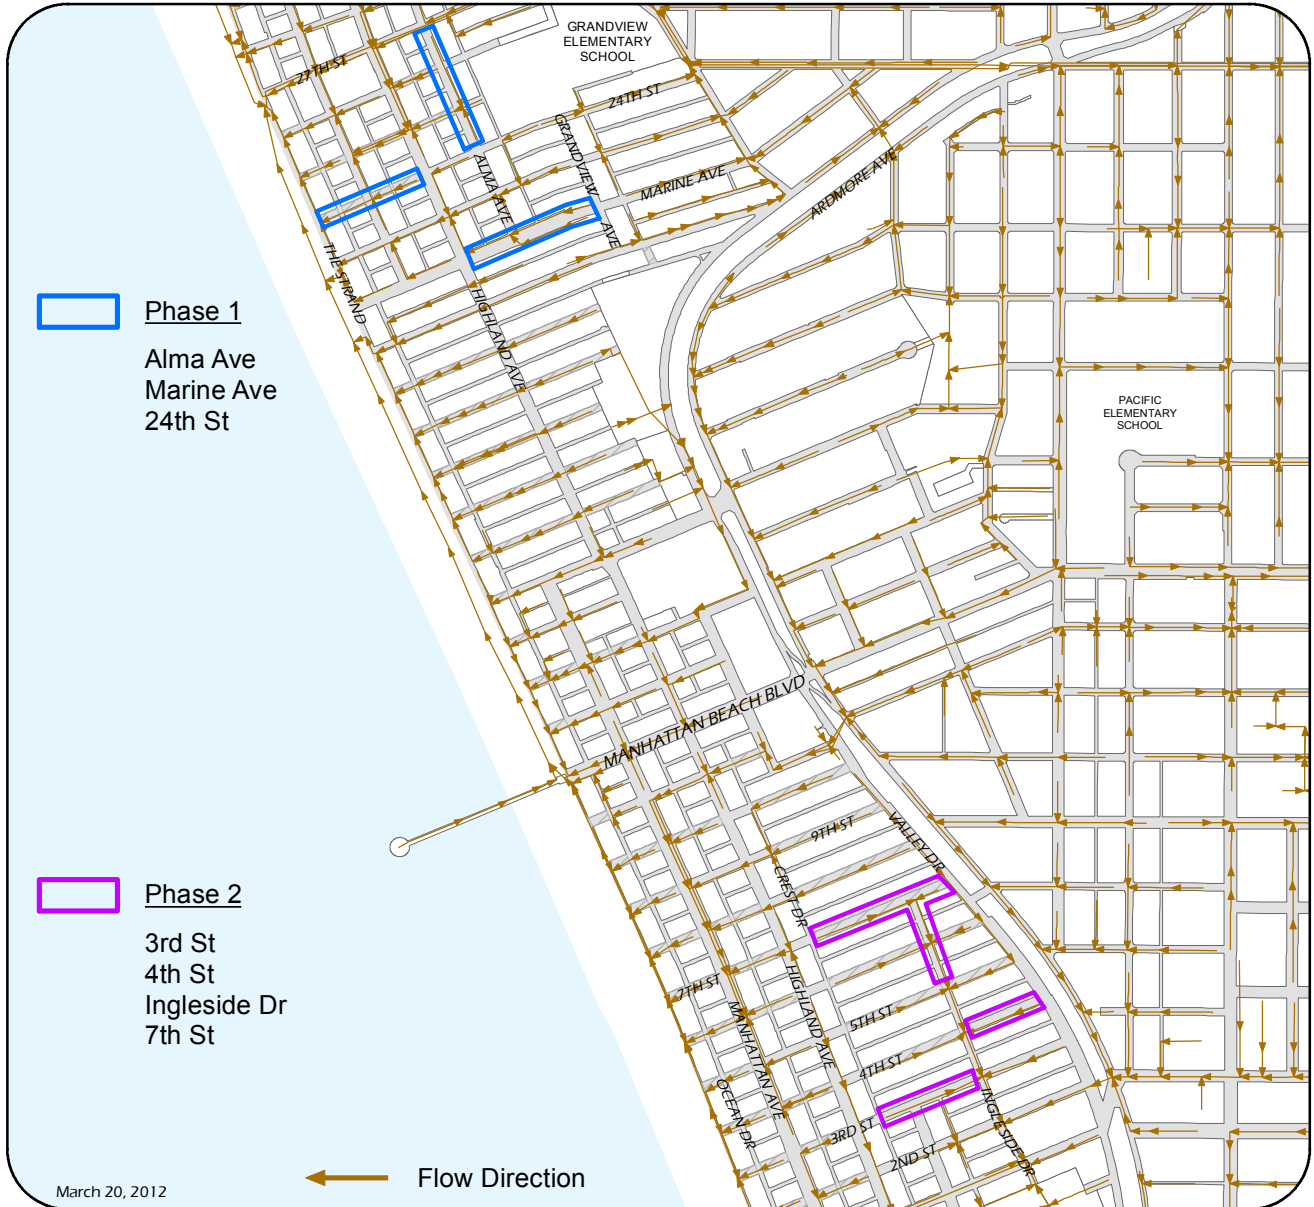 GRANDVIEW
ELEMENTARY
SCHOOL
27TH ST
24TH ST
GRANDVIEW AVE
ALMA AVE
MARINE AVE
ARDMORE AVE
THE STRAND
HIGHLAND AVE
Phase 1
Alma Ave
Marine Ave
24th St
PACIFIC
ELEMENTARY
SCHOOL
MANHATTAN BEACH BLVD
9TH ST
VALLEY DR
CREST DR
Phase 2
3rd St
4th St
Ingleside Dr
7th St
7TH ST
HIGHLAND AVE
MANHATTAN AVE
5TH ST
4TH ST
OCEAN DR
3RD ST
INGLESIDE DR
2ND ST
Flow Direction
March 20, 2012